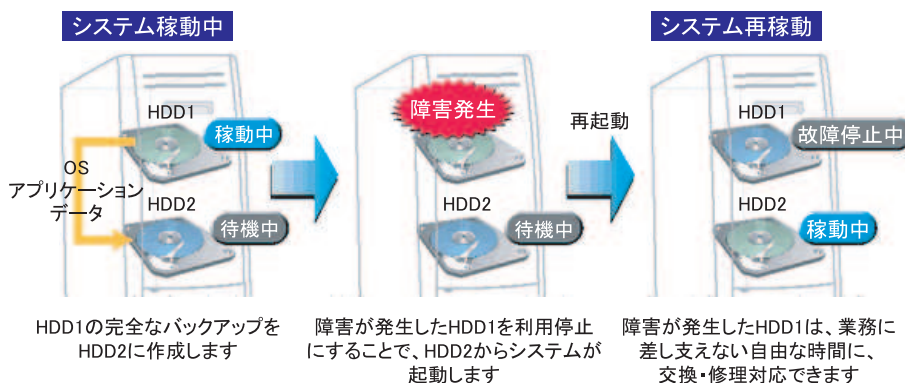 システム稼動中
HDD1
稼動中
OS
アプリケーション
データ
HDD2
待機中
障害発生
HDD2
待機中
再起動
システム再稼動
HDD1
故障停止中
HDD2
稼動中
HDD1の完全なバックアップを
HDD2に作成します
障害が発生したHDD1を利用停止
にすることで、HDD2からシステムが
起動します
障害が発生したHDD1は、業務に
差し支えない自由な時間に、
交換・修理対応できます